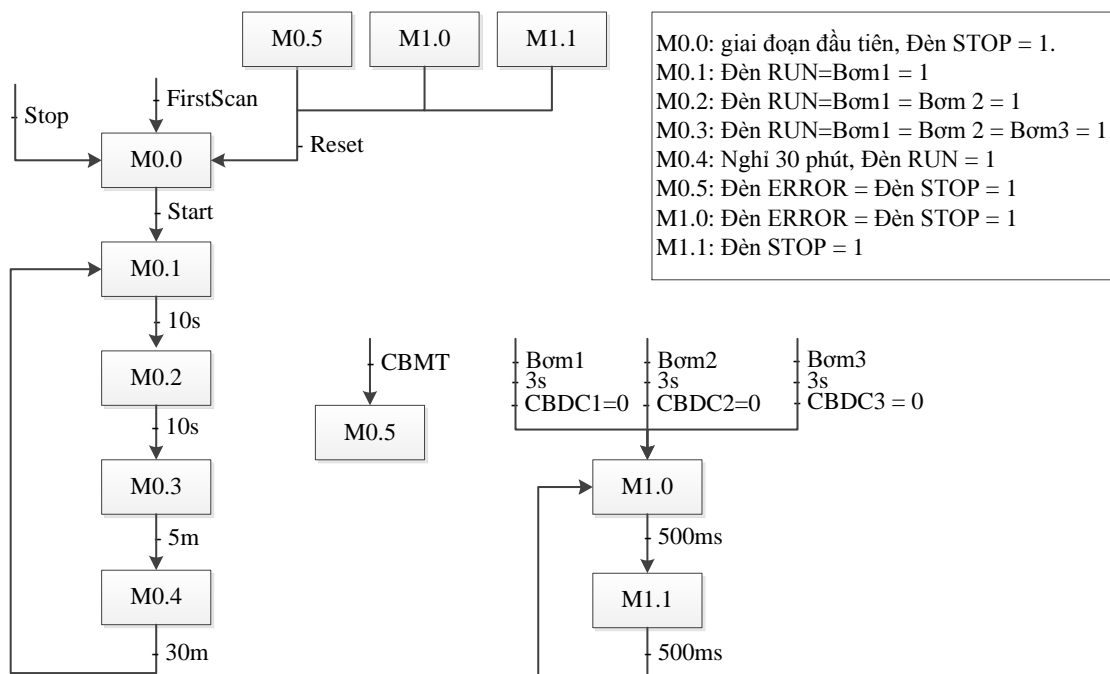 M0.5
M1.0
M1.1
M0.0: giai đoạn đầu tiên, Đèn STOP = 1.
M0.1: Đèn RUN=Bơm1 = 1
M0.2: Đèn RUN=Bơm1 = Bơm 2 = 1
M0.3: Đèn RUN=Bơm1 = Bơm 2 = Bơm3 = 1
M0.4: Nghỉ 30 phút, Đèn RUN = 1
M0.5: Đèn ERROR = Đèn STOP = 1
M1.0: Đèn ERROR = Đèn STOP = 1
M1.1: Đèn STOP = 1
Stop
FirstScan
Reset
M0.0
Start
M0.1
10s
M0.2
10s
M0.3
5m
M0.4
30m
CBMT
M0.5
Bơm1
3s
CBDC1=0
Bơm2
3s
CBDC2=0
Bơm3
3s
CBDC3 = 0
M1.0
500ms
M1.1
500ms